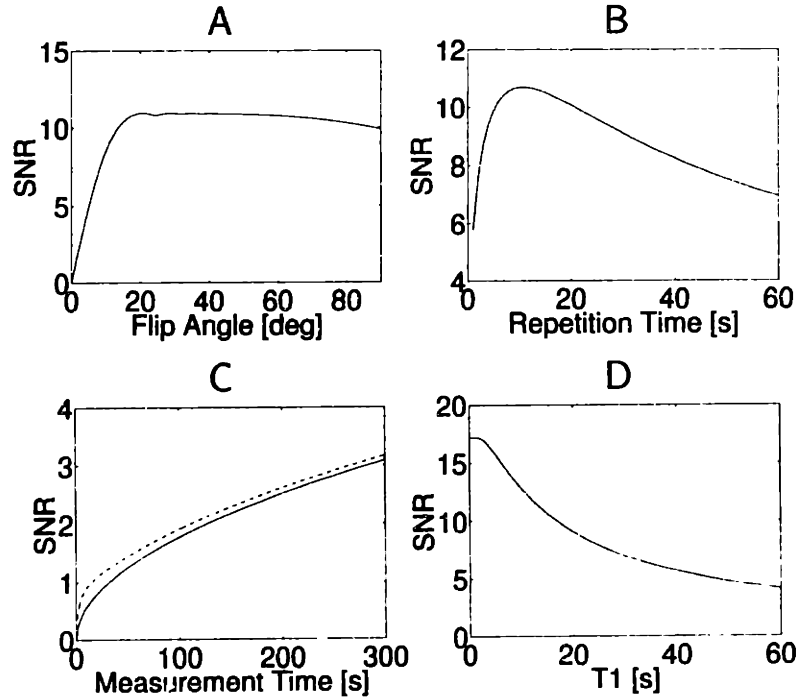 A
15
10
5
0
SNR
0 20 40 60 80
Flip Angle [deg]
B
12
10
8
6
4
SNR
0 20 40 60
Repetition Time [s]
C
4
3
2
1
0
SNR
0 100 200 300
Measurement Time [s]
D
20
15
10
5
0
SNR
0 20 40 60
T1 [s]